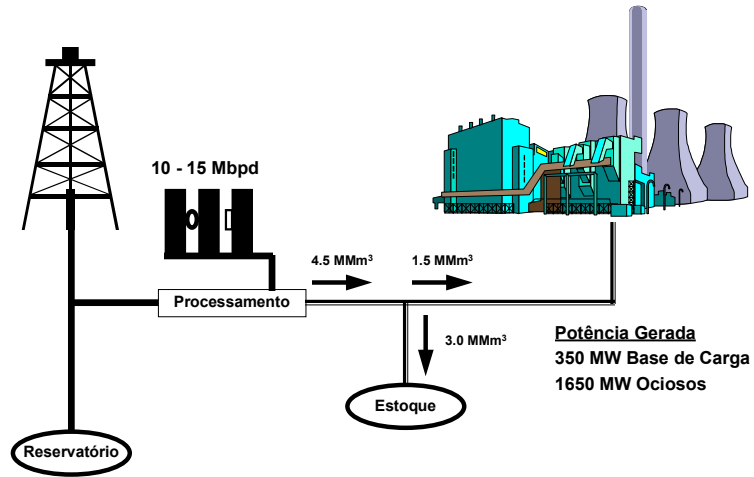 10 - 15 Mbpd
4.5 MMm³
1.5 MMm³
Processamento
3.0 MMm³
Potência Gerada
350 MW Base de Carga
1650 MW Ociosos
Estoque
Reservatório